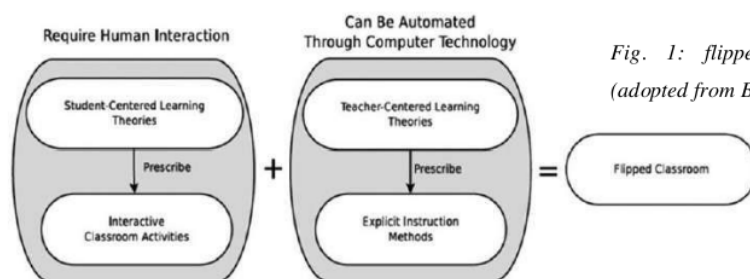 Require Human Interaction
Can Be Automated
Through Computer Technology
Student-Centered Learning
Theories
Prescribe
Interactive
Classroom Activities
+
Teacher-Centered Learning
Theories
Prescribe
Explicit Instruction
Methods
=
Flipped Classroom
Fig. 1: flippe
(adopted from B